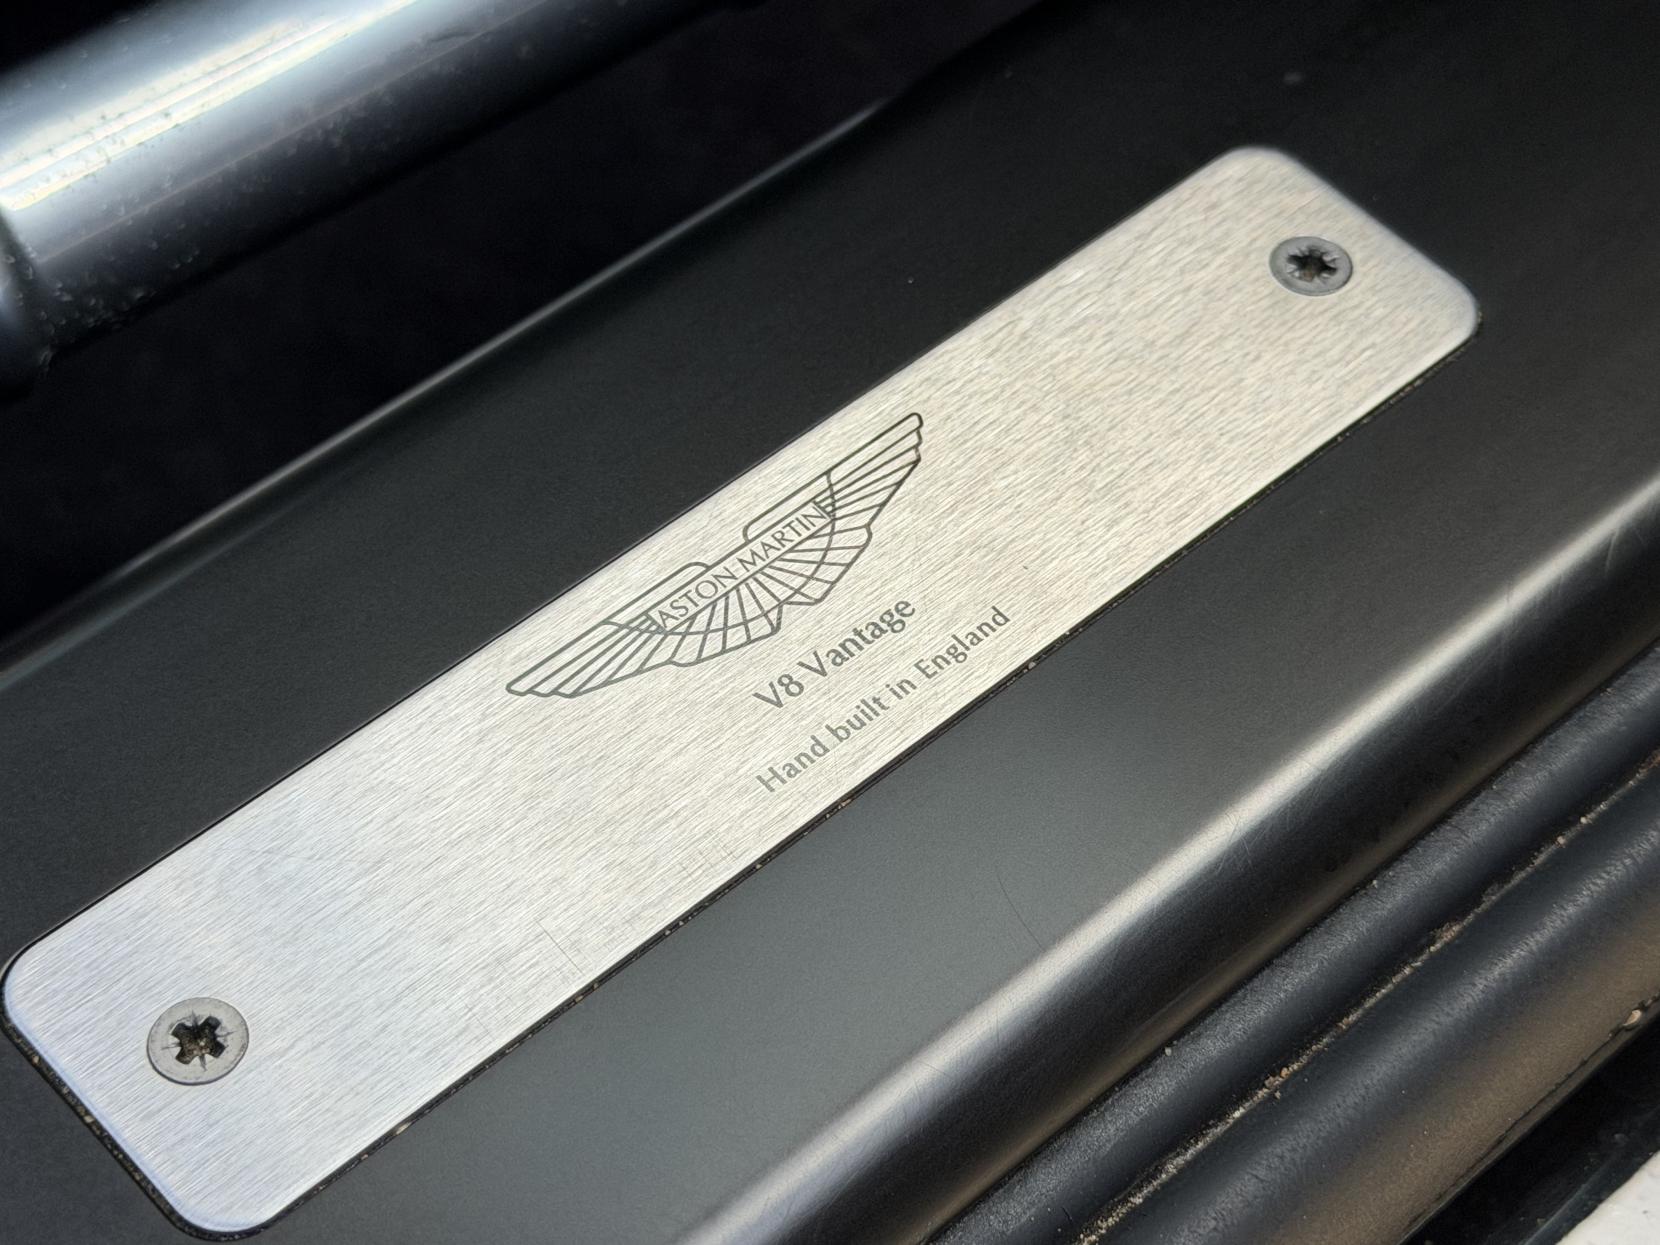 ASTON MARTIN
V8 Vantage
Hand built in England